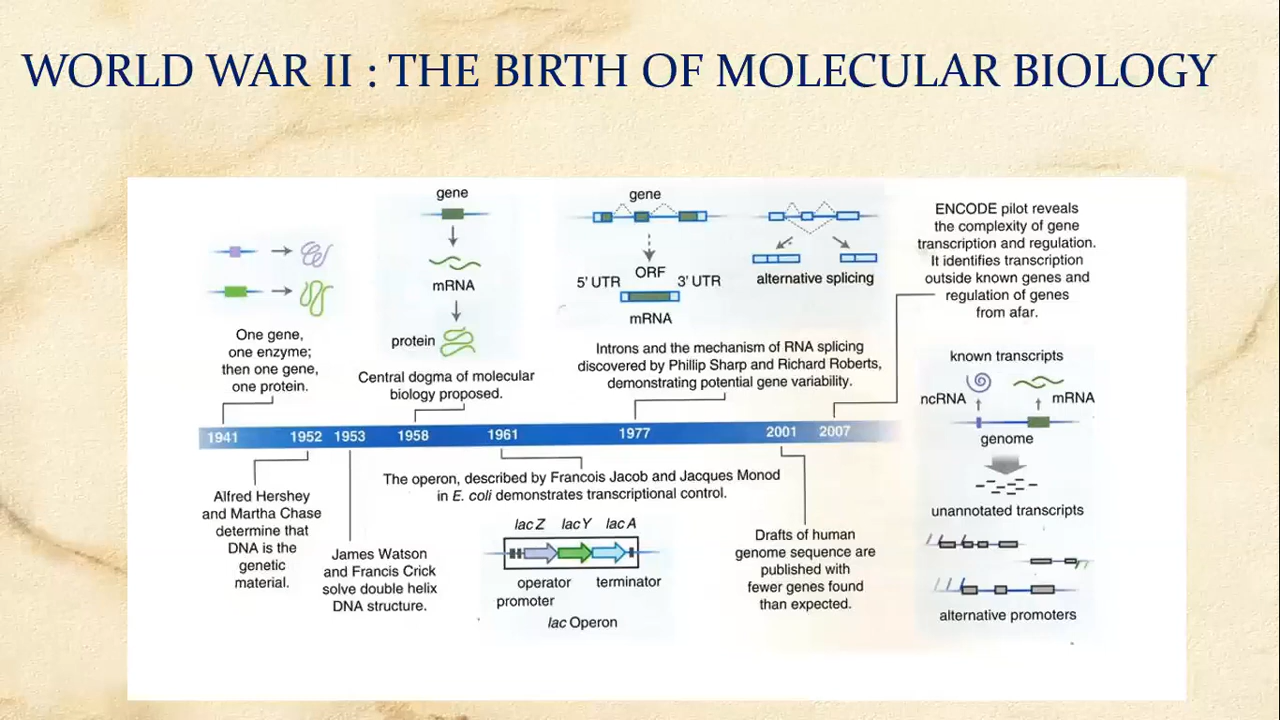 WORLD WAR II : THE BIRTH OF MOLECULAR BIOLOGY
One gene,
one enzyme;
then one gene,
one protein.
gene
mRNA
protein
Central dogma of molecular
biology proposed.
gene
5' UTR
ORF
3' UTR
mRNA
alternative splicing
Introns and the mechanism of RNA splicing
discovered by Phillip Sharp and Richard Roberts,
demonstrating potential gene variability.
ENCODE pilot reveals
the complexity of gene
transcription and regulation.
It identifies transcription
outside known genes and
regulation of genes
from afar.
1941 1952 1953 1958 1961 1977 2001 2007
Alfred Hershey
and Martha Chase
determine that
DNA is the
genetic
material.
James Watson
and Francis Crick
solve double helix
DNA structure.
The operon, described by Francois Jacob and Jacques Monod
in E. coli demonstrates transcriptional control.
lac Z lac Y lac A
operator terminator
promoter
lac Operon
Drafts of human
genome sequence are
published with
fewer genes found
than expected.
known transcripts
ncRNA mRNA
genome
unannotated transcripts
alternative promoters